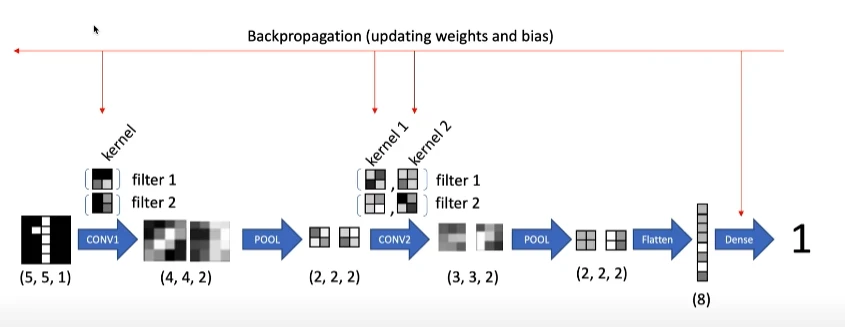 Backpropagation (updating weights and bias)
kernel
kernel 1
kernel 2
filter 1
filter 2
filter 1
filter 2
CONV1
POOL
CONV2
POOL
Flatten
Dense
1
(5, 5, 1)
(4, 4, 2)
(2, 2, 2)
(3, 3, 2)
(2, 2, 2)
(8)